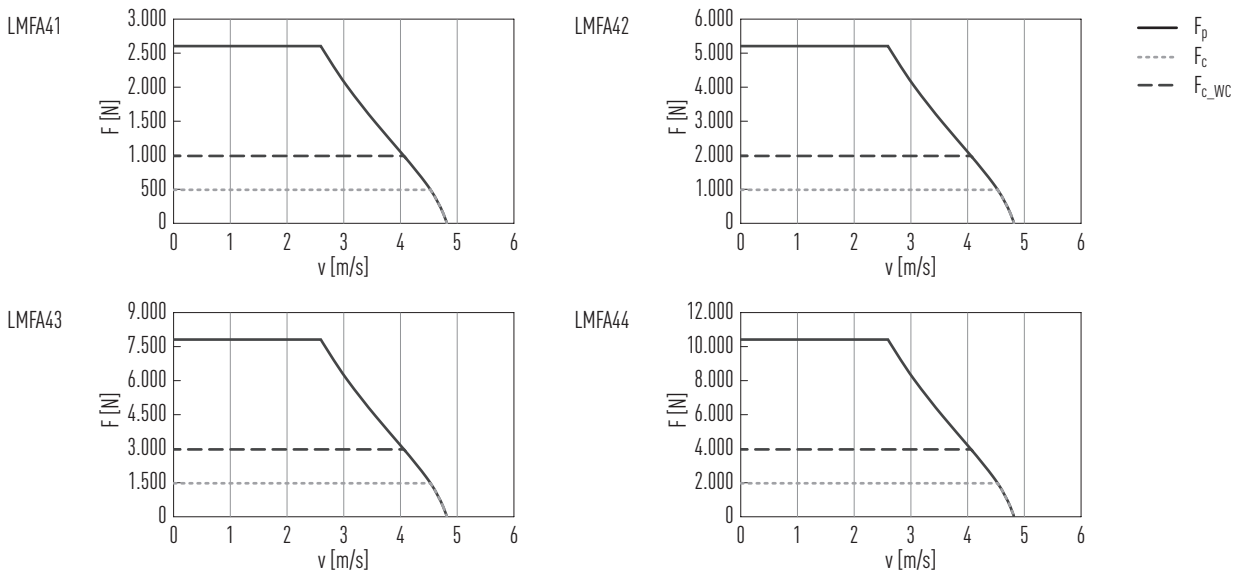 LMFA41
3.000
2.500
2.000
1.500
1.000
500
0
F [N]
0 1 2 3 4 5 6
v [m/s]
LMFA42
6.000
5.000
4.000
3.000
2.000
1.000
0
F [N]
0 1 2 3 4 5 6
v [m/s]
Fp
Fc
Fc_WC
LMFA43
9.000
7.500
6.000
4.500
3.000
1.500
0
F [N]
0 1 2 3 4 5 6
v [m/s]
LMFA44
12.000
10.000
8.000
6.000
4.000
2.000
0
F [N]
0 1 2 3 4 5 6
v [m/s]